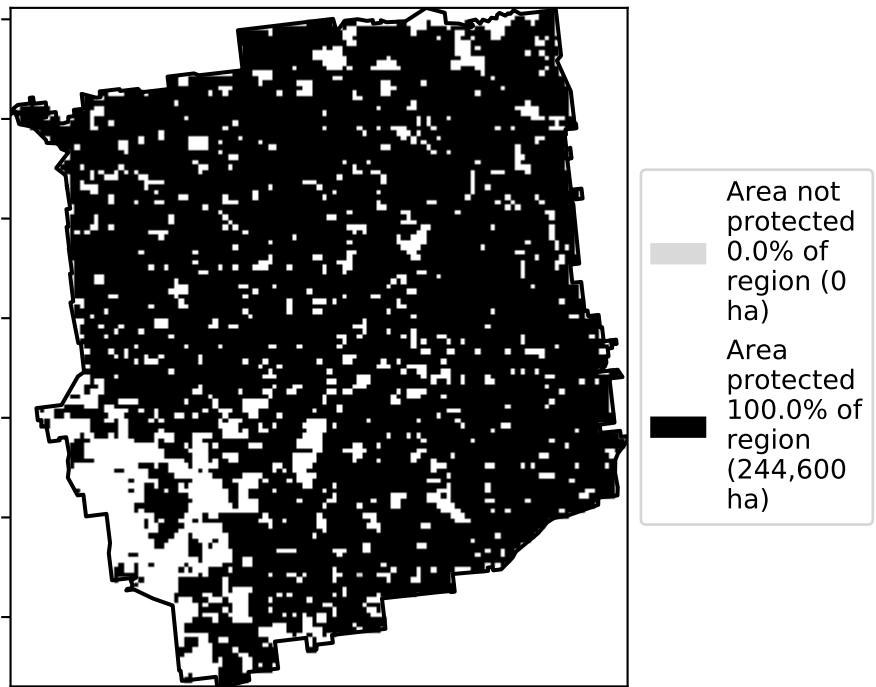 Area not
protected
0.0% of
region (0
ha)
Area
protected
100.0% of
region
(244,600
ha)